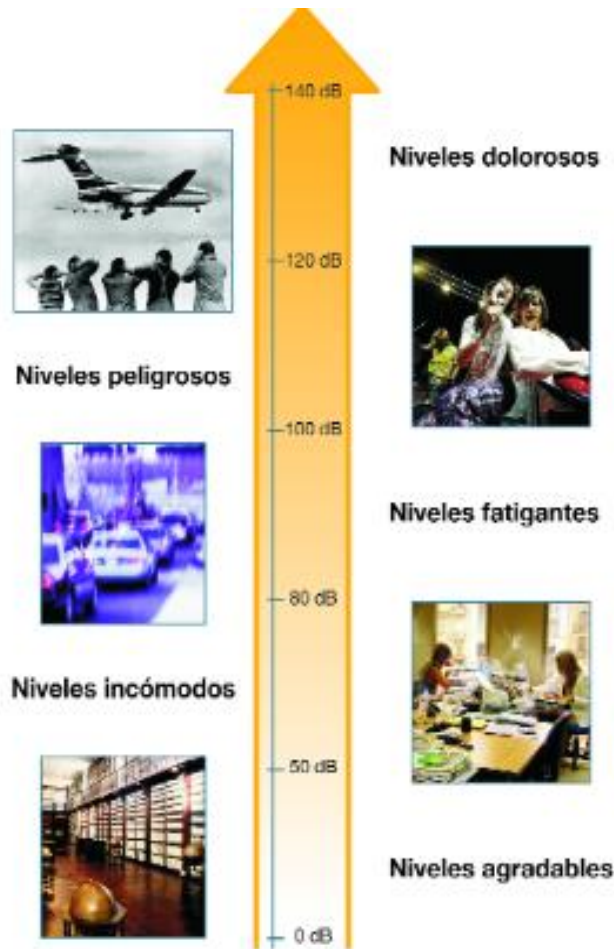 140 dB
Niveles dolorosos
120 dB
Niveles peligrosos
100 dB
Niveles fatigantes
80 dB
Niveles incómodos
50 dB
Niveles agradables
0 dB